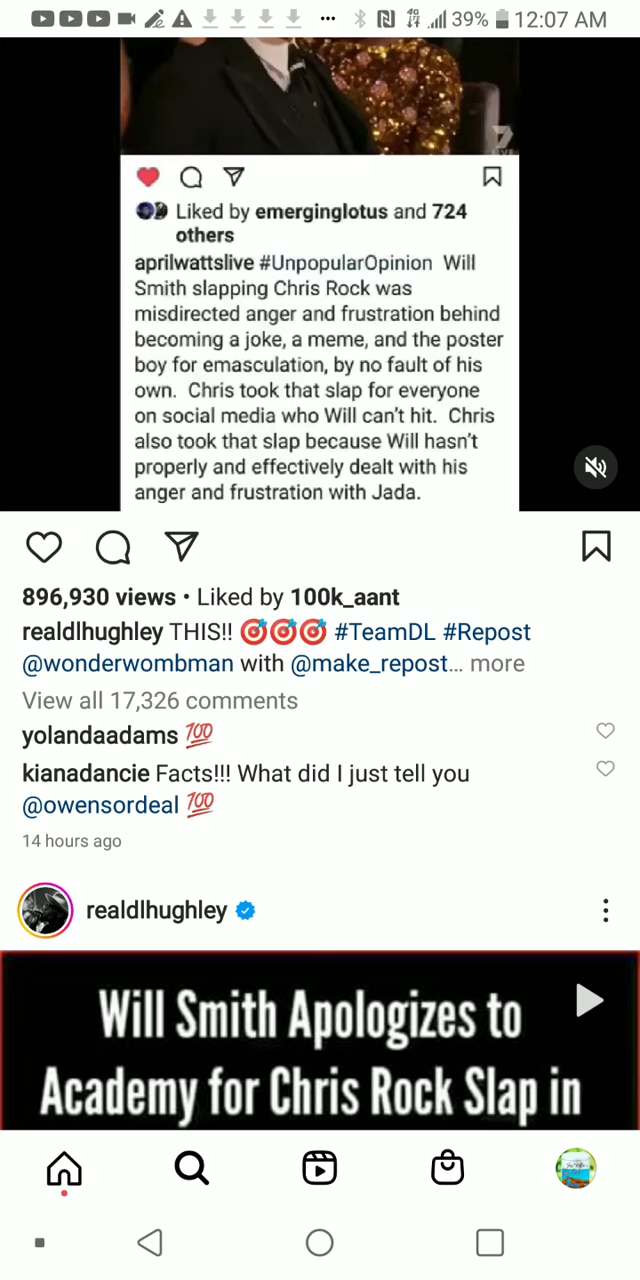 4G
39%
12:07 AM
7
Liked by emerginglotus and 724
others
aprilwattslive #UnpopularOpinion Will
Smith slapping Chris Rock was
misdirected anger and frustration behind
becoming a joke, a meme, and the poster
boy for emasculation, by no fault of his
own. Chris took that slap for everyone
on social media who Will can't hit. Chris
also took that slap because Will hasn't
properly and effectively dealt with his
anger and frustration with Jada.
896,930 views • Liked by 100k_aant
realdlhughley THIS!! 🎯🎯🎯 #TeamDL #Repost
@wonderwombman with @make_repost... more
View all 17,326 comments
yolandaadams 💯
kianadancie Facts!!! What did I just tell you
@owensordeal 💯
14 hours ago
realdlhughley
Will Smith Apologizes to
Academy for Chris Rock Slap in